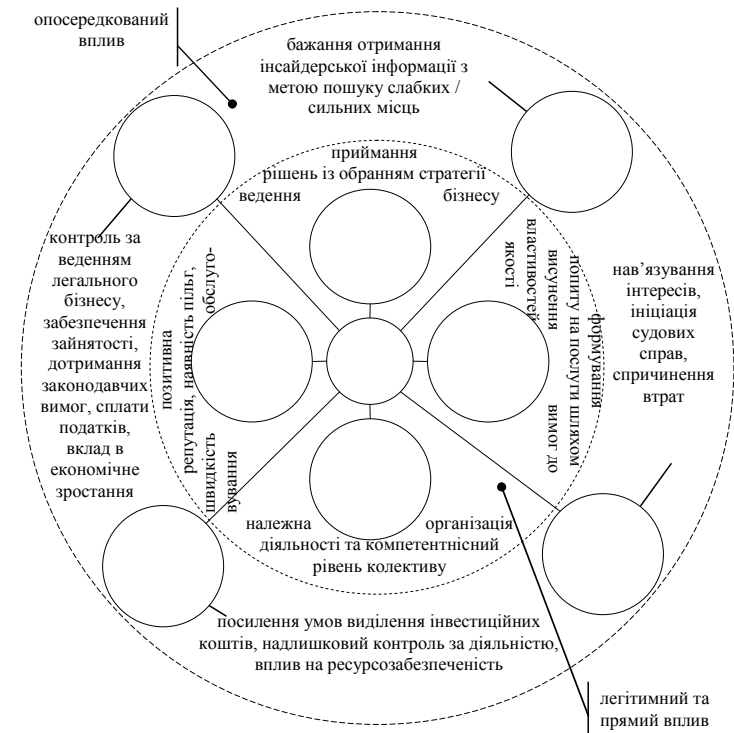 опосередкований
вплив
бажання отримання
інсайдерської інформації з
метою пошуку слабких /
сильних місць
приймання
рішень із обранням стратегії
ведення бізнесу
контроль за
веденням
легального
бізнесу,
забезпечення
зайнятості,
дотримання
законодавчих
вимог, сплати
податків,
вклад в
економічне
зростання
позитивна
репутація, наявність пільг,
швидкість обслуго-
вування
формування
попиту на послуги шляхом
висунення вимог до
властивостей
якості
нав’язування
інтересів,
ініціація
судових
справ,
спричинення
втрат
належна організація
діяльності та компетентнісний
рівень колективу
посилення умов виділення інвестиційних
коштів, надлишковий контроль за діяльністю,
вплив на ресурсозабезпеченість
легітимний та
прямий вплив